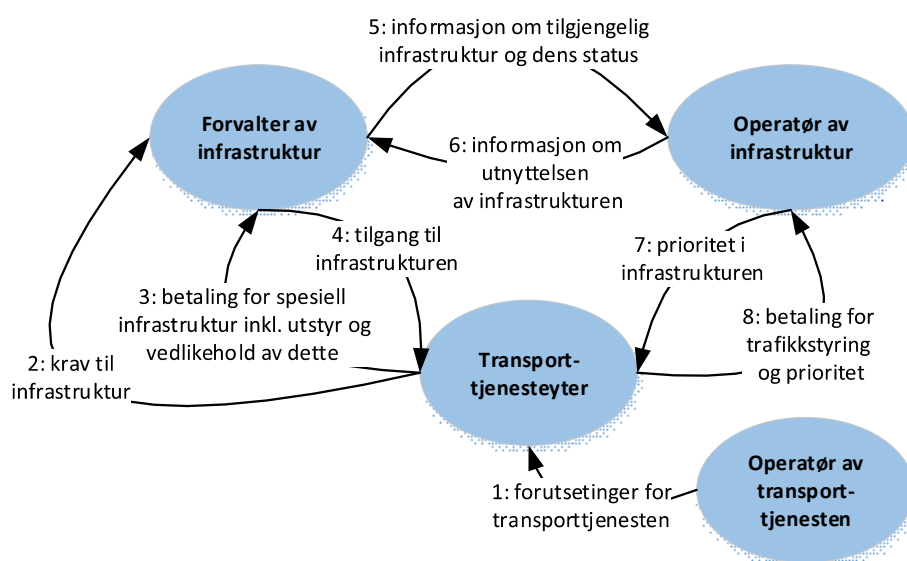 5: informasjon om tilgjengelig
infrastruktur og dens status
Forvalter av
infrastruktur
Operatør av
infrastruktur
6: informasjon om
utnyttelsen
av infrastrukturen
4: tilgang til
infrastrukturen
7: prioritet i
infrastrukturen
3: betaling for spesiell
infrastruktur inkl. utstyr og
vedlikehold av dette
8: betaling for
trafikkstyring
og prioritet
2: krav til
infrastruktur
Transport-
tjenesteyter
Operatør av
transport-
tjenesten
1: forutsetinger for
transporttjenesten